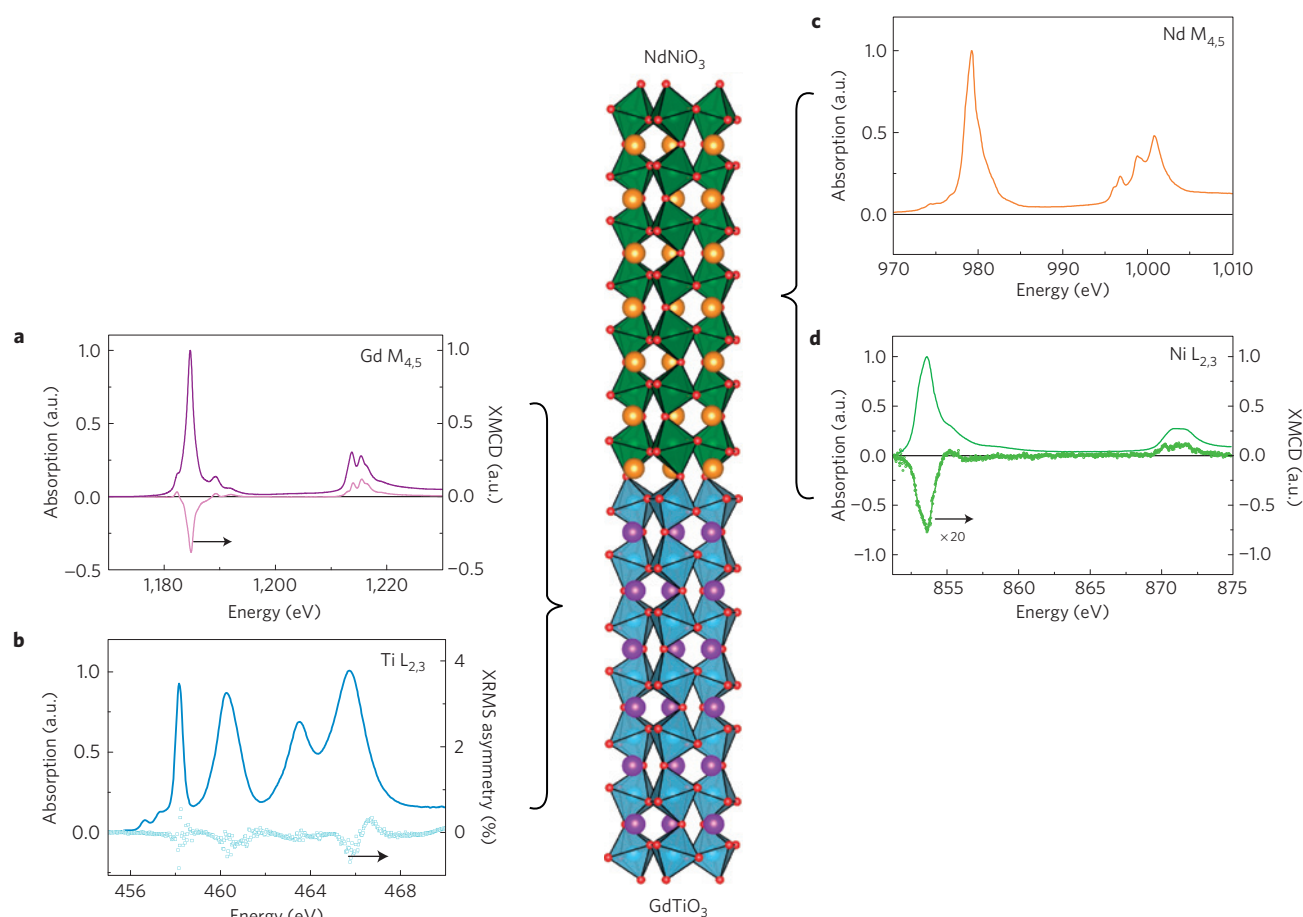 NdNiO3
GdTiO3
a
Gd M4,5
Absorption (a.u.)
XMCD (a.u.)
1.0
0.5
0.0
−0.5
1.0
0.5
0.0
−0.5
1,180
1,200
1,220
Energy (eV)
b
Ti L2,3
Absorption (a.u.)
XRMS asymmetry (%)
1.0
0.5
0.0
4
2
0
456
460
464
468
Energy (eV)
c
Nd M4,5
Absorption (a.u.)
1.0
0.5
0.0
970
980
990
1,000
1,010
Energy (eV)
d
Ni L2,3
Absorption (a.u.)
XMCD (a.u.)
1.0
0.5
0.0
−0.5
−1.0
1.0
0.5
0.0
−0.5
−1.0
×20
855
860
865
870
875
Energy (eV)